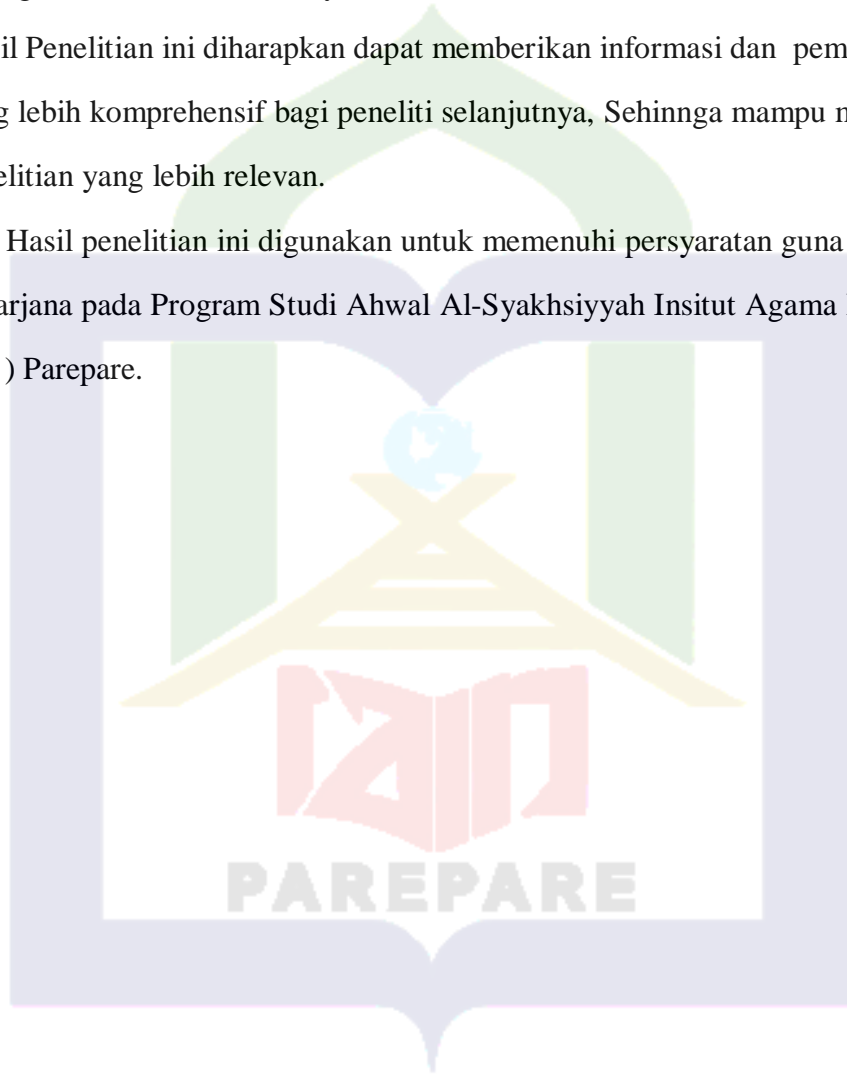 il Penelitian ini diharapkan dapat memberikan informasi dan pem
g lebih komprehensif bagi peneliti selanjutnya, Sehinnga mampu
elitian yang lebih relevan.
Hasil penelitian ini digunakan untuk memenuhi persyaratan guna
arjana pada Program Studi Ahwal Al-Syakhsiyyah Insitut Agama
) Parepare.
iain
PAREPARE